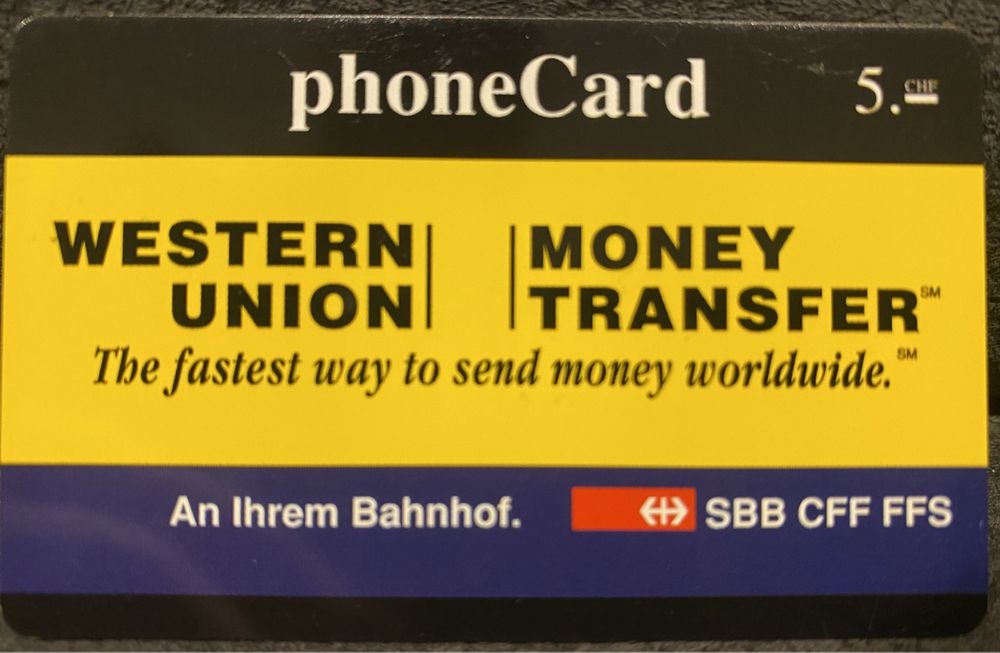 phoneCard 5. CHF
WESTERN UNION | | MONEY TRANSFER℠
The fastest way to send money worldwide.℠
An Ihrem Bahnhof. SBB CFF FFS